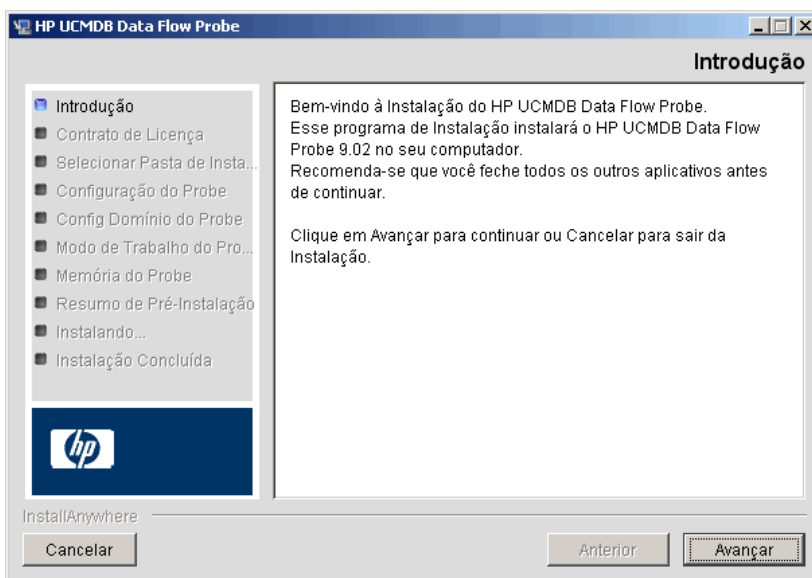 HP UCMDB Data Flow Probe
Introdução
Introdução
Contrato de Licença
Selecionar Pasta de Insta...
Configuração do Probe
Config Domínio do Probe
Modo de Trabalho do Pro...
Memória do Probe
Resumo de Pré-Instalação
Instalando...
Instalação Concluída
hp
Bem-vindo à Instalação do HP UCMDB Data Flow Probe.
Esse programa de Instalação instalará o HP UCMDB Data Flow
Probe 9.02 no seu computador.
Recomenda-se que você feche todos os outros aplicativos antes
de continuar.
Clique em Avançar para continuar ou Cancelar para sair da
Instalação.
InstallAnywhere
Cancelar
Anterior
Avançar